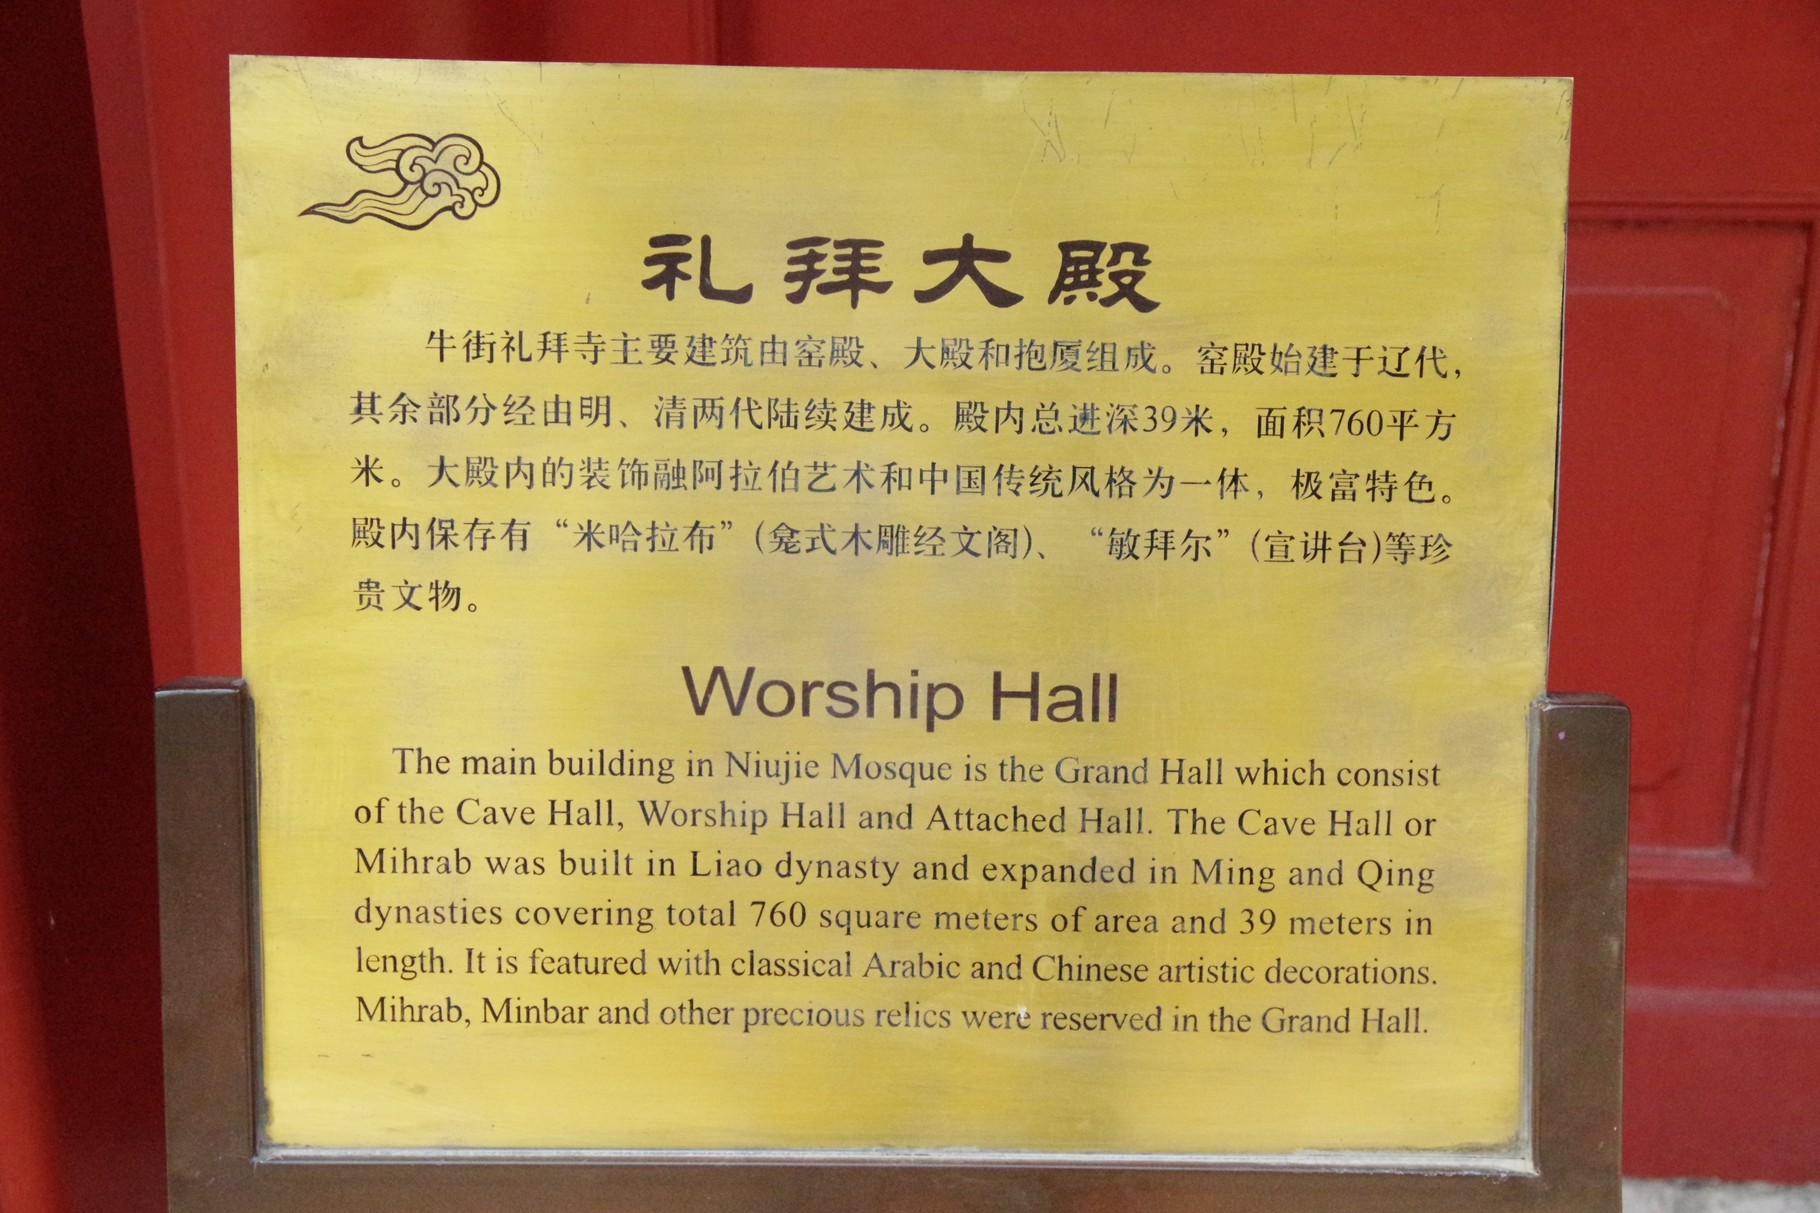 礼拜大殿
牛街礼拜寺主要建筑由窑殿、大殿和抱厦组成。窑殿始建于辽代，
其余部分经由明、清两代陆续建成。殿内总进深39米，面积760平方
米。大殿内的装饰融阿拉伯艺术和中国传统风格为一体，极富特色。
殿内保存有“米哈拉布”(龛式木雕经文阁)、“敏拜尔”(宣讲台)等珍
贵文物。
Worship Hall
The main building in Niujie Mosque is the Grand Hall which consist
of the Cave Hall, Worship Hall and Attached Hall. The Cave Hall or
Mihrab was built in Liao dynasty and expanded in Ming and Qing
dynasties covering total 760 square meters of area and 39 meters in
length. It is featured with classical Arabic and Chinese artistic decorations.
Mihrab, Minbar and other precious relics were reserved in the Grand Hall.